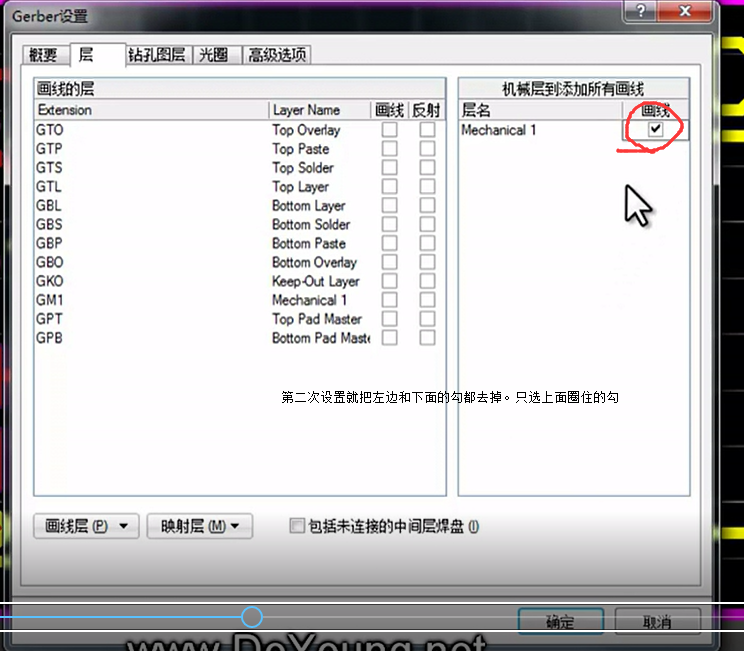 Gerber设置
概要 层 钻孔图层 光圈 高级选项
画线的层 机械层到添加所有画线
Extension Layer Name 画线 反射 层名 画线
GTO Top Overlay Mechanical 1
GTP Top Paste
GTS Top Solder
GTL Top Layer
GBL Bottom Layer
GBS Bottom Solder
GBP Bottom Paste
GBO Bottom Overlay
GKO Keep-Out Layer
GM1 Mechanical 1
GPT Top Pad Master
GPB Bottom Pad Maste
第二次设置就把左边和下面的勾都去掉。只选上面圈住的勾
画线层(P) 映射层(M) 包括未连接的中间层焊盘(I)
确定 取消
www.DoYoung.net